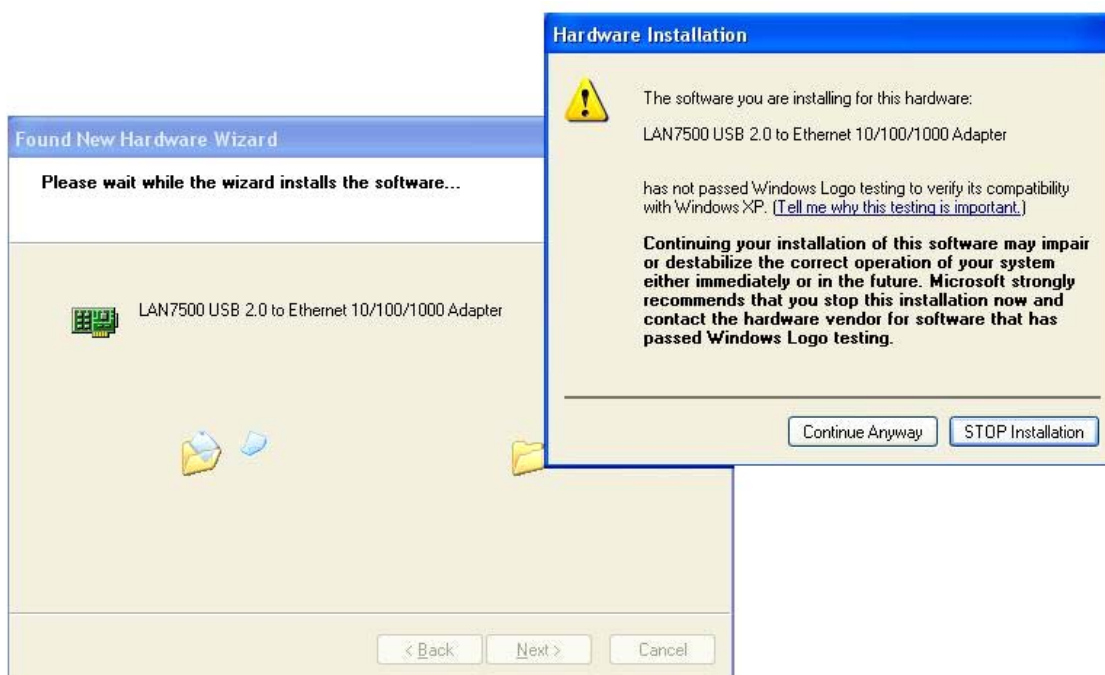 Hardware Installation
The software you are installing for this hardware:
LAN7500 USB 2.0 to Ethernet 10/100/1000 Adapter
has not passed Windows Logo testing to verify its compatibility
with Windows XP. (Tell me why this testing is important.)
Continuing your installation of this software may impair
or destabilize the correct operation of your system
either immediately or in the future. Microsoft strongly
recommends that you stop this installation now and
contact the hardware vendor for software that has
passed Windows Logo testing.
Continue Anyway
STOP Installation
Found New Hardware Wizard
Please wait while the wizard installs the software...
LAN7500 USB 2.0 to Ethernet 10/100/1000 Adapter
< Back
Next >
Cancel